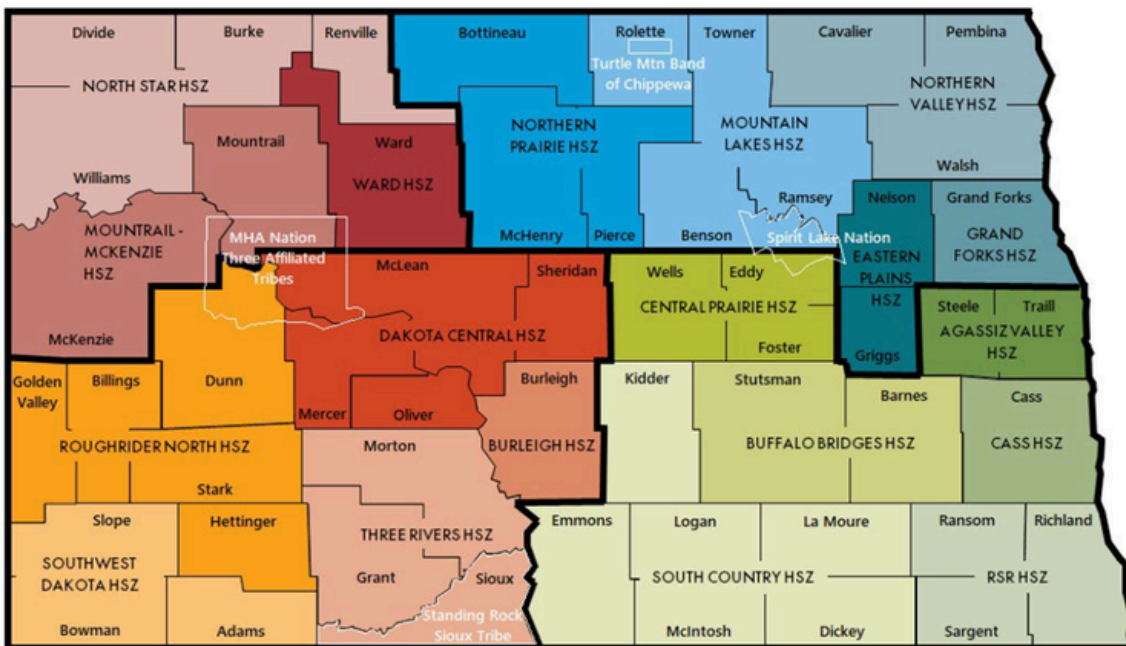 Divide
Burke
Renville
Bottineau
Rolette
Towner
Cavalier
Pembina
NORTH STAR HSZ
Turtle Mtn Band
of Chippewa
NORTHERN
VALLEY HSZ
Mountrail
Ward
NORTHERN
PRAIRIE HSZ
MOUNTAIN
LAKES HSZ
Williams
WARD HSZ
Walsh
MOUNTRAIL -
MCKENZIE
HSZ
MHA Nation
Three Affiliated
Tribes
McHenry
Pierce
Benson
Ramsey
Spirit Lake Nation
Nelson
Grand Forks
EASTERN
PLAINS
HSZ
GRAND
FORKS HSZ
McKenzie
McLean
Sheridan
Wells
Eddy
CENTRAL PRAIRIE HSZ
Foster
Griggs
Steele
Traill
AGASSIZ VALLEY
HSZ
DAKOTA CENTRAL HSZ
Golden
Valley
Billings
Dunn
Mercer
Oliver
Burleigh
Kidder
Stutsman
Barnes
Cass
ROUGHRIDER NORTH HSZ
Morton
BURLEIGH HSZ
BUFFALO BRIDGES HSZ
CASS HSZ
Stark
Slope
Hettinger
Emmons
Logan
La Moure
Ransom
Richland
SOUTHWEST
DAKOTA HSZ
THREE RIVERS HSZ
Grant
Sioux
SOUTH COUNTRY HSZ
RSR HSZ
Standing Rock
Sioux Tribe
Bowman
Adams
McIntosh
Dickey
Sargent